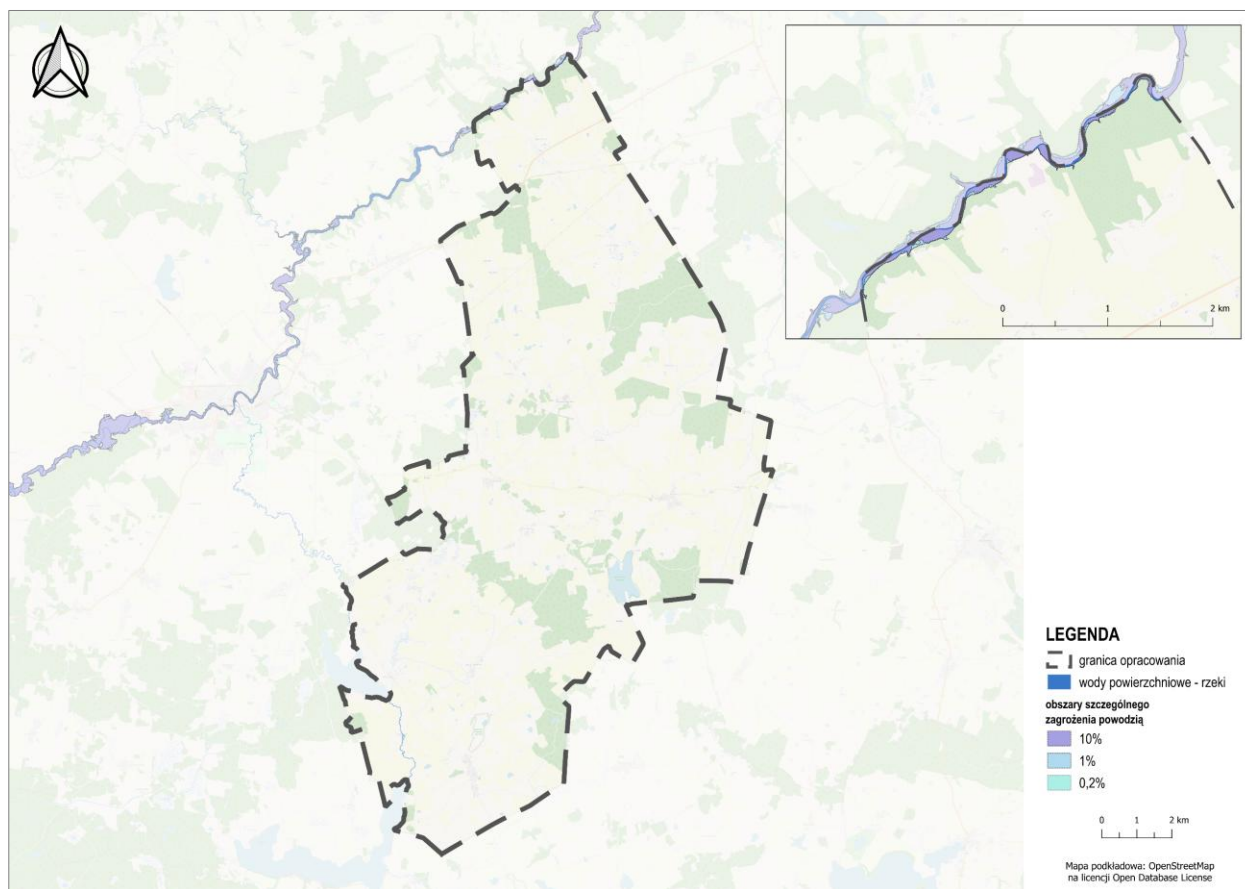 0 1 2 km
LEGENDA
granica opracowania
wody powierzchniowe - rzeki
obszary szczególnego
zagrożenia powodzią
10%
1%
0,2%
0 1 2 km
Mapa podkładowa: OpenStreetMap
na licencji Open Database License